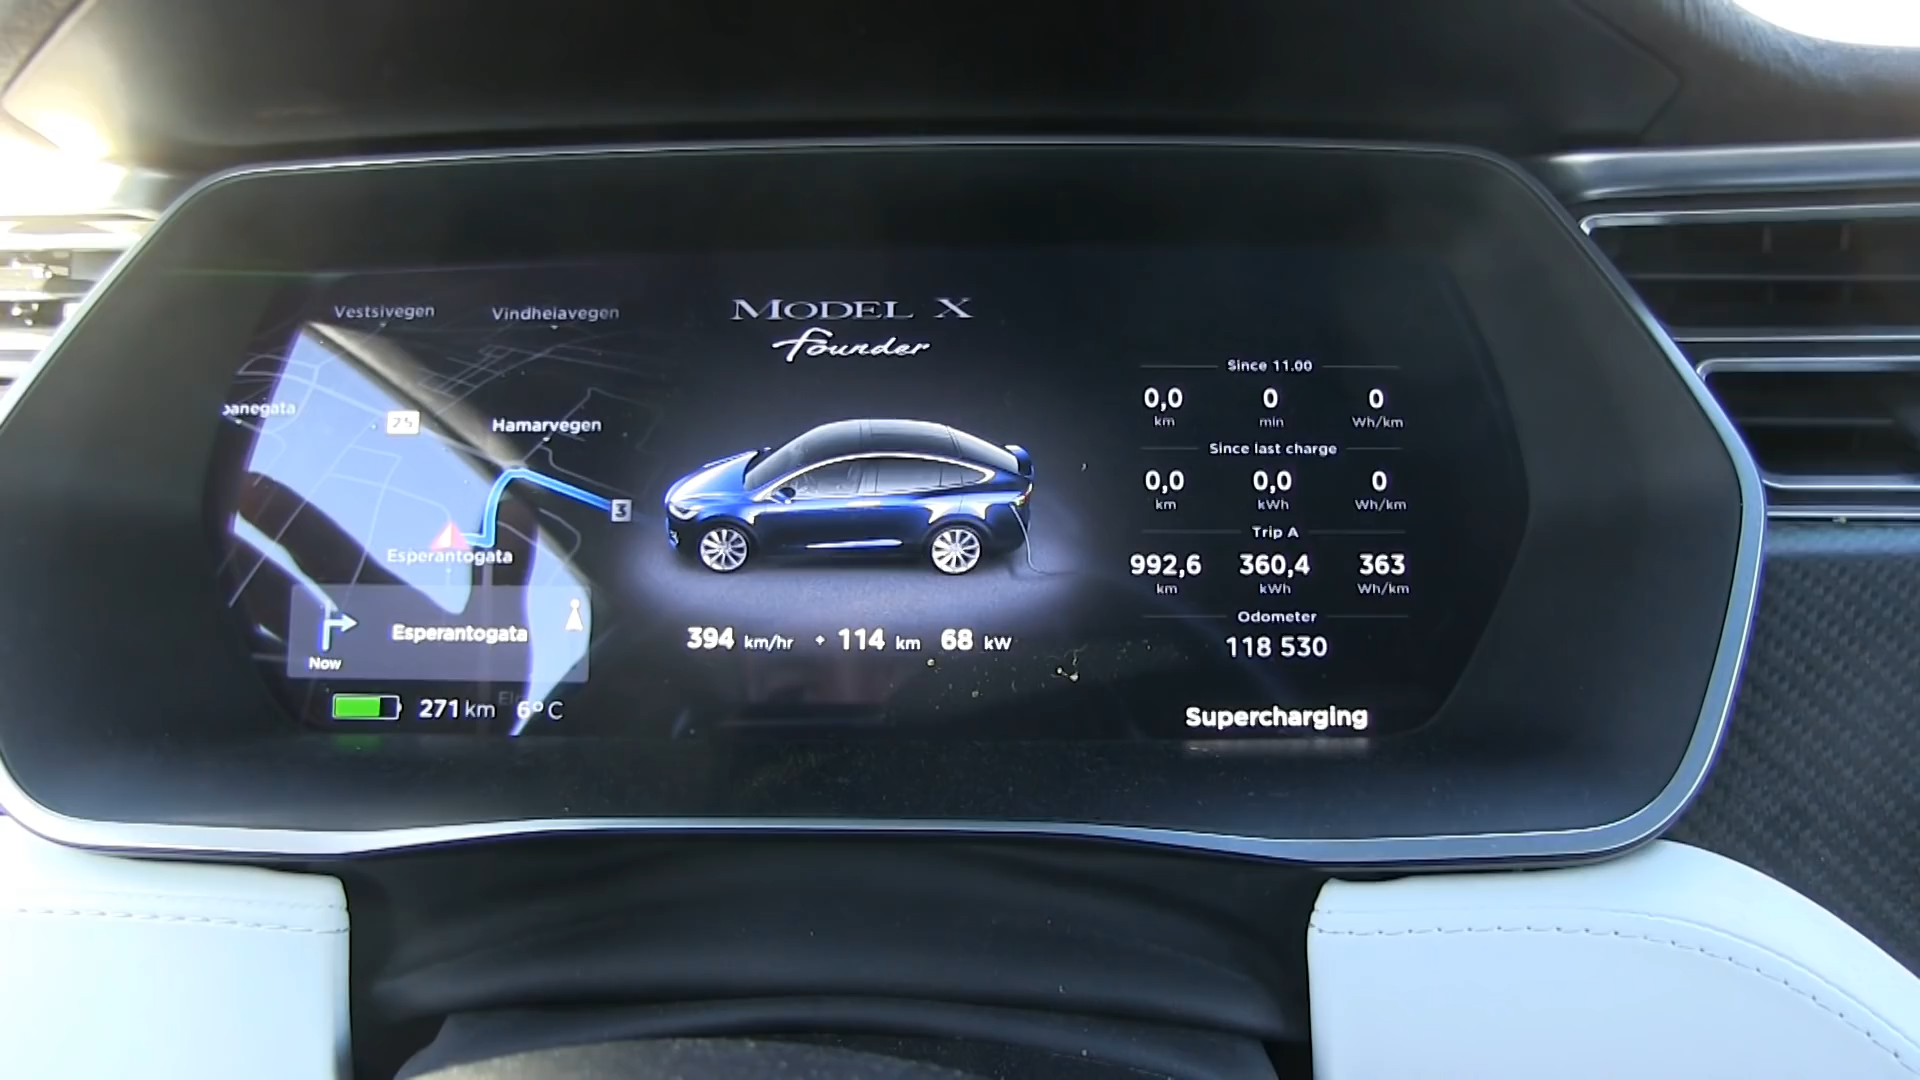 Vestsivegen
Vindheiavegen
anegata
25
Hamarvegen
3
Esperantogata
Esperantogata
Now
271 km 6°C
MODEL X
Founder
394 km/hr + 114 km 68 kW
Since 11.00
0,0 0 0
km min Wh/km
Since last charge
0,0 0,0 0
km kWh Wh/km
Trip A
992,6 360,4 363
km kWh Wh/km
Odometer
118 530
Supercharging